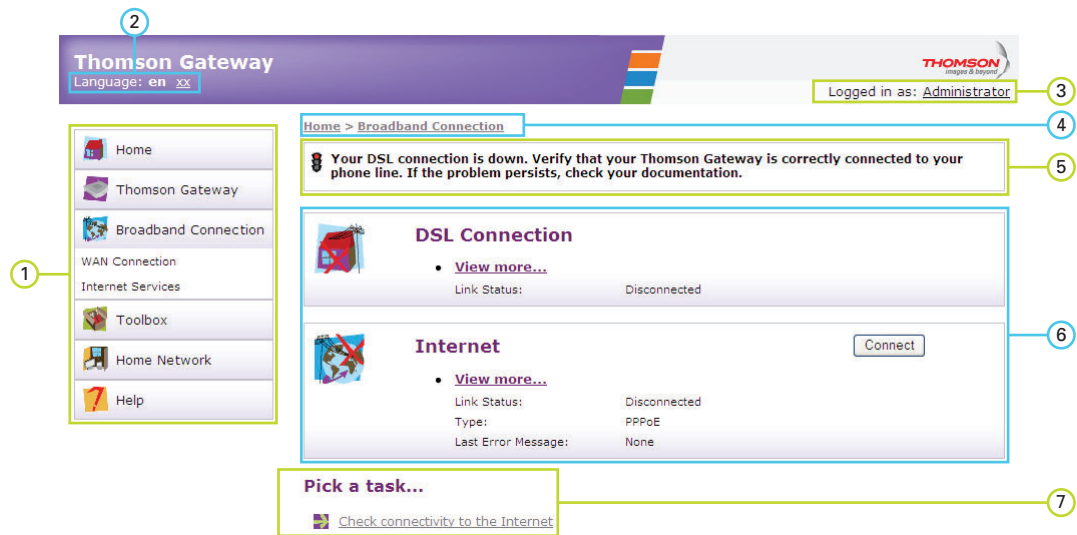 2
Thomson Gateway
Language: en xx
THOMSON
images & beyond
Logged in as: Administrator
3
Home > Broadband Connection
4
Your DSL connection is down. Verify that your Thomson Gateway is correctly connected to your
phone line. If the problem persists, check your documentation.
5
1
Home
Thomson Gateway
Broadband Connection
WAN Connection
Internet Services
Toolbox
Home Network
Help
DSL Connection
View more...
Link Status: Disconnected
Internet
Connect
6
View more...
Link Status: Disconnected
Type: PPPoE
Last Error Message: None
Pick a task...
7
Check connectivity to the Internet